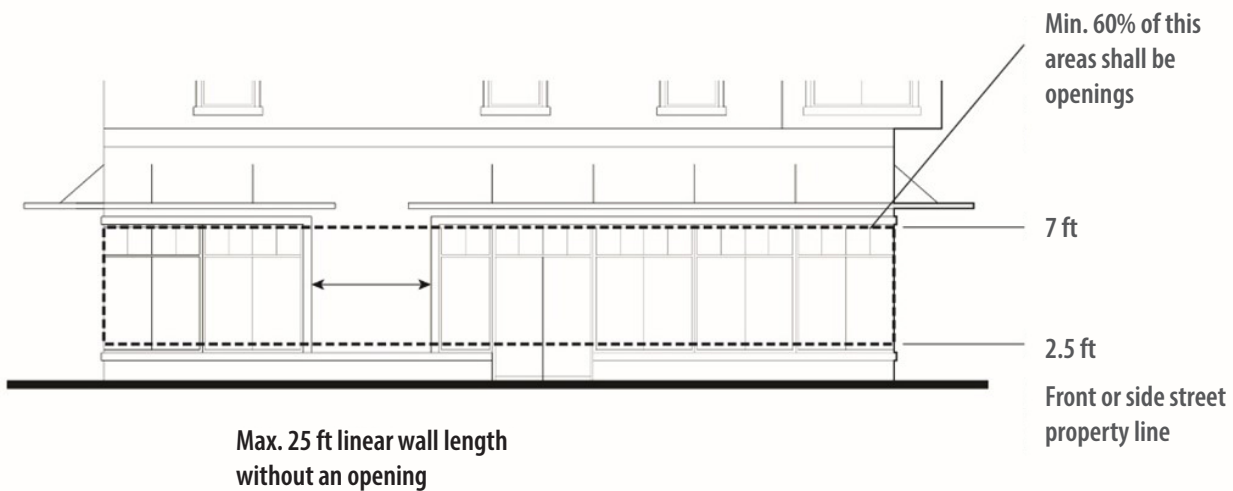 Min. 60% of this
areas shall be
openings
7 ft
2.5 ft
Front or side street
property line
Max. 25 ft linear wall length
without an opening